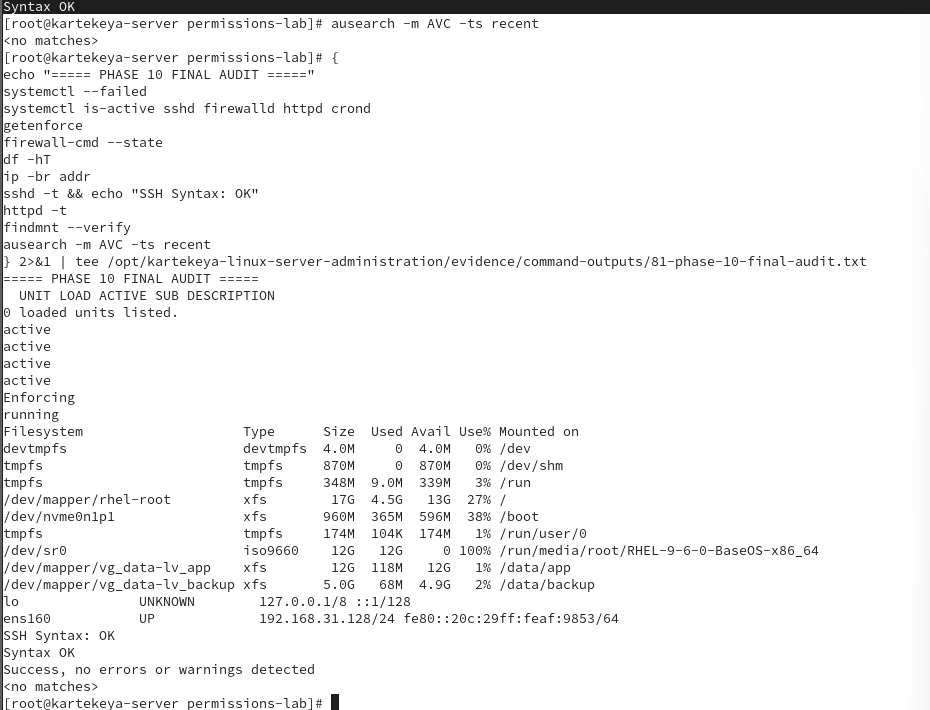 Syntax OK
[root@kartekeya-server permissions-lab]# ausearch -m AVC -ts recent
<no matches>
[root@kartekeya-server permissions-lab]# {
echo "===== PHASE 10 FINAL AUDIT ====="
systemctl --failed
systemctl is-active sshd firewalld httpd crond
getenforce
firewall-cmd --state
df -hT
ip -br addr
sshd -t && echo "SSH Syntax: OK"
httpd -t
findmnt --verify
ausearch -m AVC -ts recent
} 2>&1 | tee /opt/kartekeya-linux-server-administration/evidence/command-outputs/81-phase-10-final-audit.txt
===== PHASE 10 FINAL AUDIT =====
  UNIT LOAD ACTIVE SUB DESCRIPTION
0 loaded units listed.
active
active
active
active
Enforcing
running
Filesystem                    Type      Size  Used Avail Use% Mounted on
devtmpfs                      devtmpfs  4.0M     0  4.0M   0% /dev
tmpfs                         tmpfs     870M     0  870M   0% /dev/shm
tmpfs                         tmpfs     348M  9.0M  339M   3% /run
/dev/mapper/rhel-root         xfs        17G  4.5G   13G  27% /
/dev/nvme0n1p1                xfs       960M  365M  596M  38% /boot
tmpfs                         tmpfs     174M  104K  174M   1% /run/user/0
/dev/sr0                      iso9660    12G   12G     0 100% /run/media/root/RHEL-9-6-0-BaseOS-x86_64
/dev/mapper/vg_data-lv_app    xfs        12G  118M   12G   1% /data/app
/dev/mapper/vg_data-lv_backup xfs       5.0G   68M  4.9G   2% /data/backup
lo               UNKNOWN        127.0.0.1/8 ::1/128
ens160           UP             192.168.31.128/24 fe80::20c:29ff:feaf:9853/64
SSH Syntax: OK
Syntax OK
Success, no errors or warnings detected
<no matches>
[root@kartekeya-server permissions-lab]#